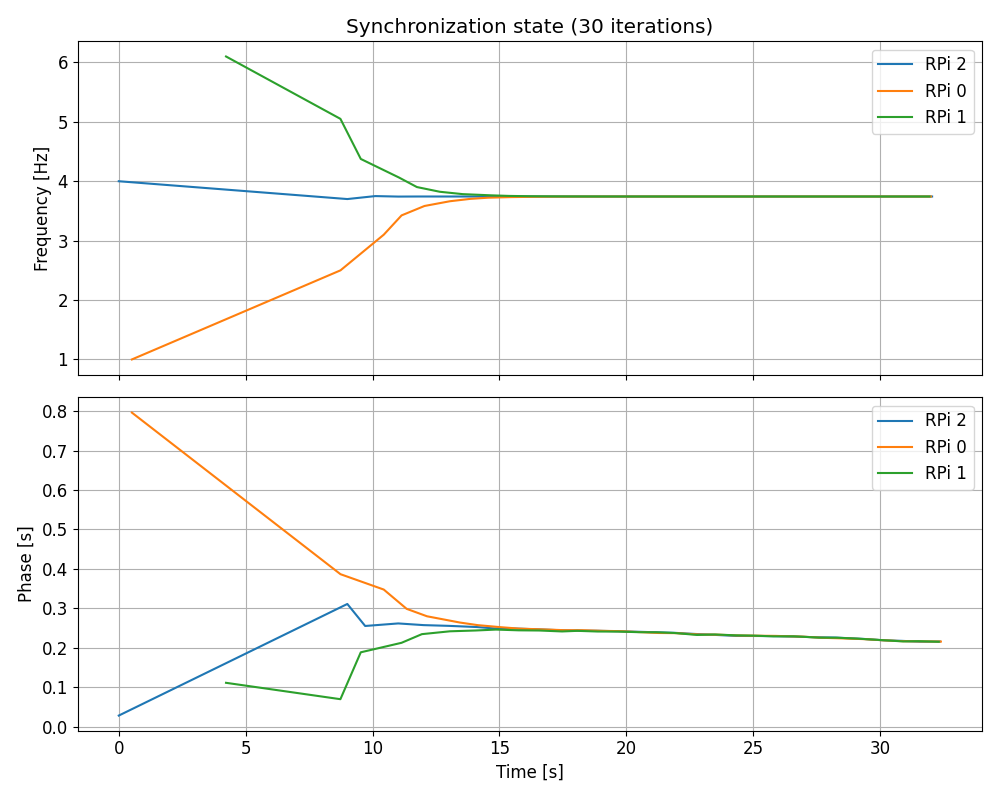 Synchronization state (30 iterations)
Frequency [Hz]
6
5
4
3
2
1
RPi 2
RPi 0
RPi 1
Phase [s]
0.8
0.7
0.6
0.5
0.4
0.3
0.2
0.1
0.0
RPi 2
RPi 0
RPi 1
0 5 10 15 20 25 30
Time [s]